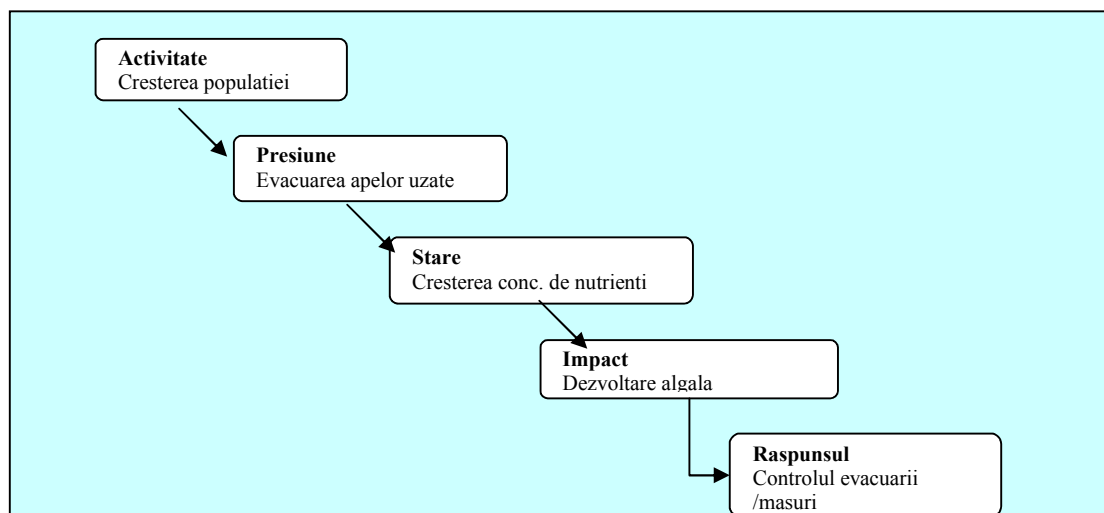 Activitate
Cresterea populatiei
Presiune
Evacuarea apelor uzate
Stare
Cresterea conc. de nutrienti
Impact
Dezvoltare algala
Raspunsul
Controlul evacuarii
/masuri